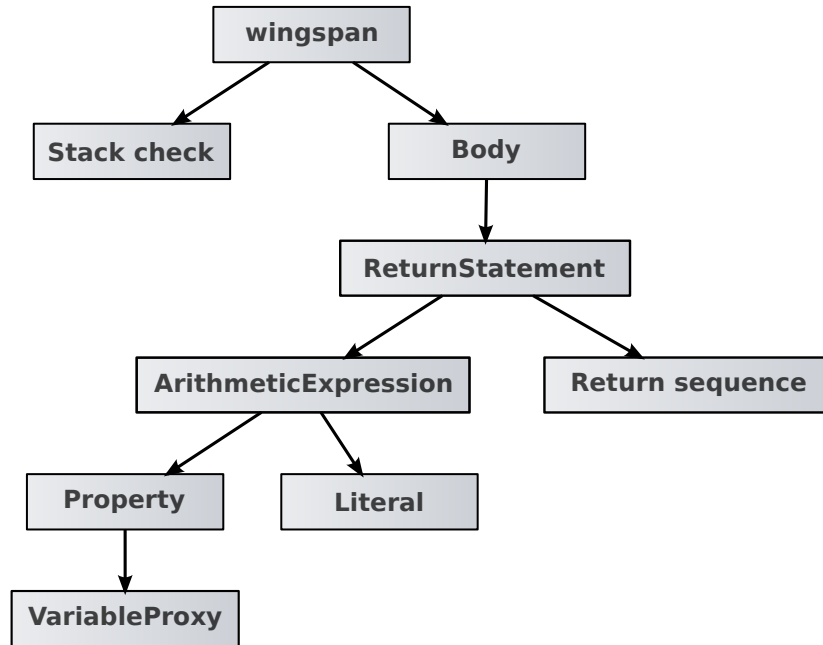 wingspan
Stack check
Body
ReturnStatement
ArithmeticExpression
Return sequence
Property
Literal
VariableProxy